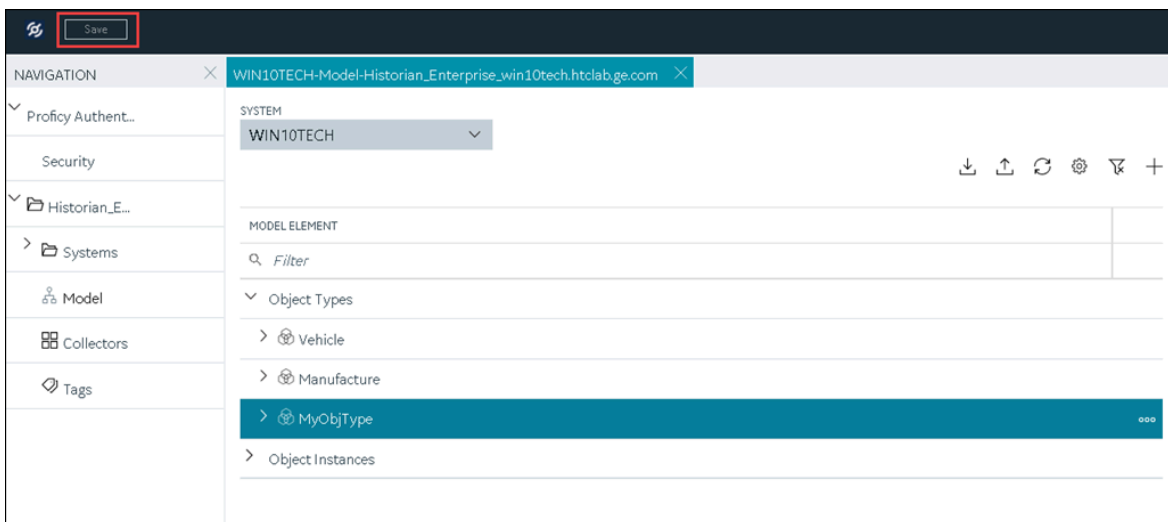 Save
NAVIGATION
WIN10TECH-Model-Historian_Enterprise_win10tech.htclab.ge.com
Proficy Authent...
Security
Historian_E...
Systems
Model
Collectors
Tags
SYSTEM
WIN10TECH
MODEL ELEMENT
Filter
Object Types
Vehicle
Manufacture
MyObjType
Object Instances